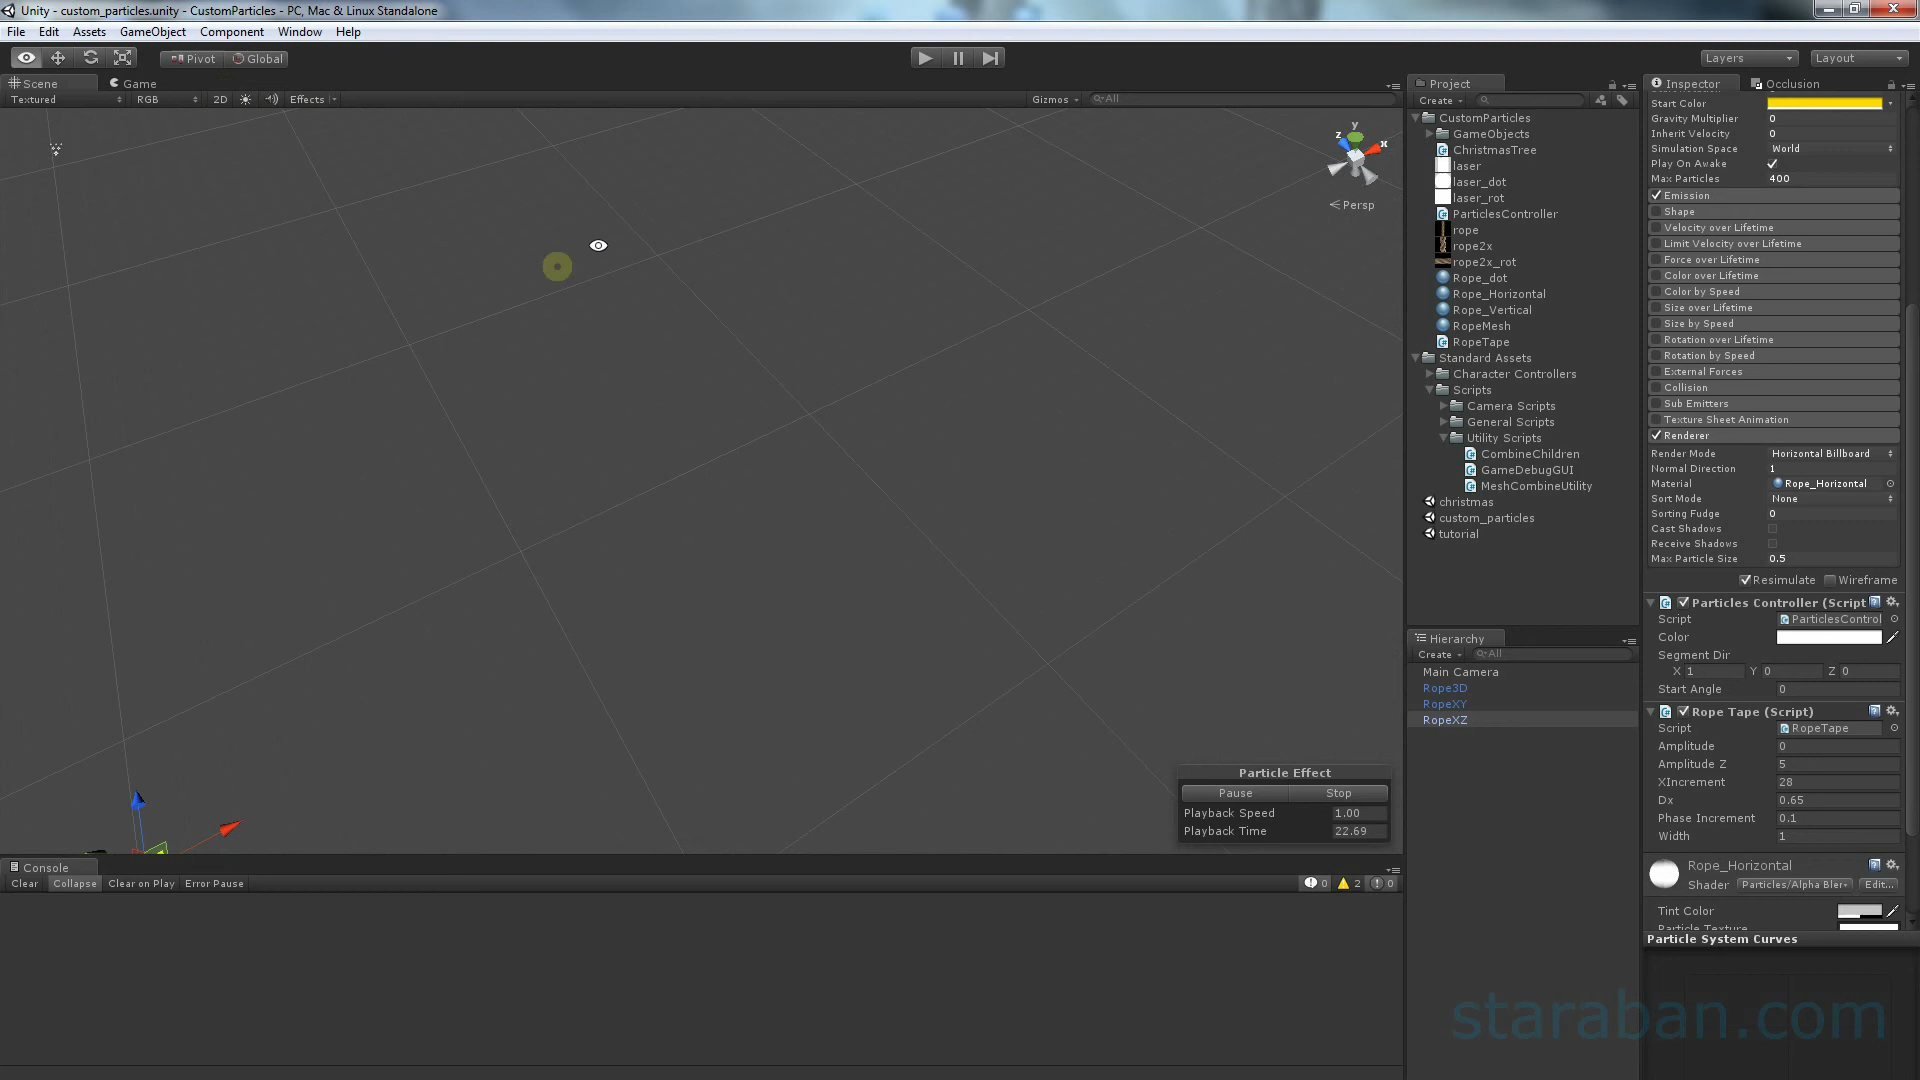 Unity - custom_particles.unity - CustomParticles - PC, Mac & Linux Standalone
File Edit Assets GameObject Component Window Help
Pivot Global Layers Layout
Scene Game
Textured RGB 2D Effects Gizmos All
y
z x
Persp
Particle Effect
Pause Stop
Playback Speed 1.00
Playback Time 22.69
Console
Clear Collapse Clear on Play Error Pause 0 2 0
Project
Create
CustomParticles
GameObjects
ChristmasTree
laser
laser_dot
laser_rot
ParticlesController
rope
rope2x
rope2x_rot
Rope_dot
Rope_Horizontal
Rope_Vertical
RopeMesh
RopeTape
Standard Assets
Character Controllers
Scripts
Camera Scripts
General Scripts
Utility Scripts
CombineChildren
GameDebugGUI
MeshCombineUtility
christmas
custom_particles
tutorial
Hierarchy
Create All
Main Camera
Rope3D
RopeXY
RopeXZ
Inspector Occlusion
Start Color
Gravity Multiplier 0
Inherit Velocity 0
Simulation Space World
Play On Awake
Max Particles 400
Emission
Shape
Velocity over Lifetime
Limit Velocity over Lifetime
Force over Lifetime
Color over Lifetime
Color by Speed
Size over Lifetime
Size by Speed
Rotation over Lifetime
Rotation by Speed
External Forces
Collision
Sub Emitters
Texture Sheet Animation
Renderer
Render Mode Horizontal Billboard
Normal Direction 1
Material Rope_Horizontal
Sort Mode None
Sorting Fudge 0
Cast Shadows
Receive Shadows
Max Particle Size 0.5
Resimulate Wireframe
Particles Controller (Script
Script ParticlesControl
Color
Segment Dir
X 1 Y 0 Z 0
Start Angle 0
Rope Tape (Script)
Script RopeTape
Amplitude 0
Amplitude Z 5
XIncrement 28
Dx 0.65
Phase Increment 0.1
Width 1
Rope_Horizontal
Shader Particles/Alpha Bler Edit...
Tint Color
Particle Texture
Particle System Curves
staraban.com